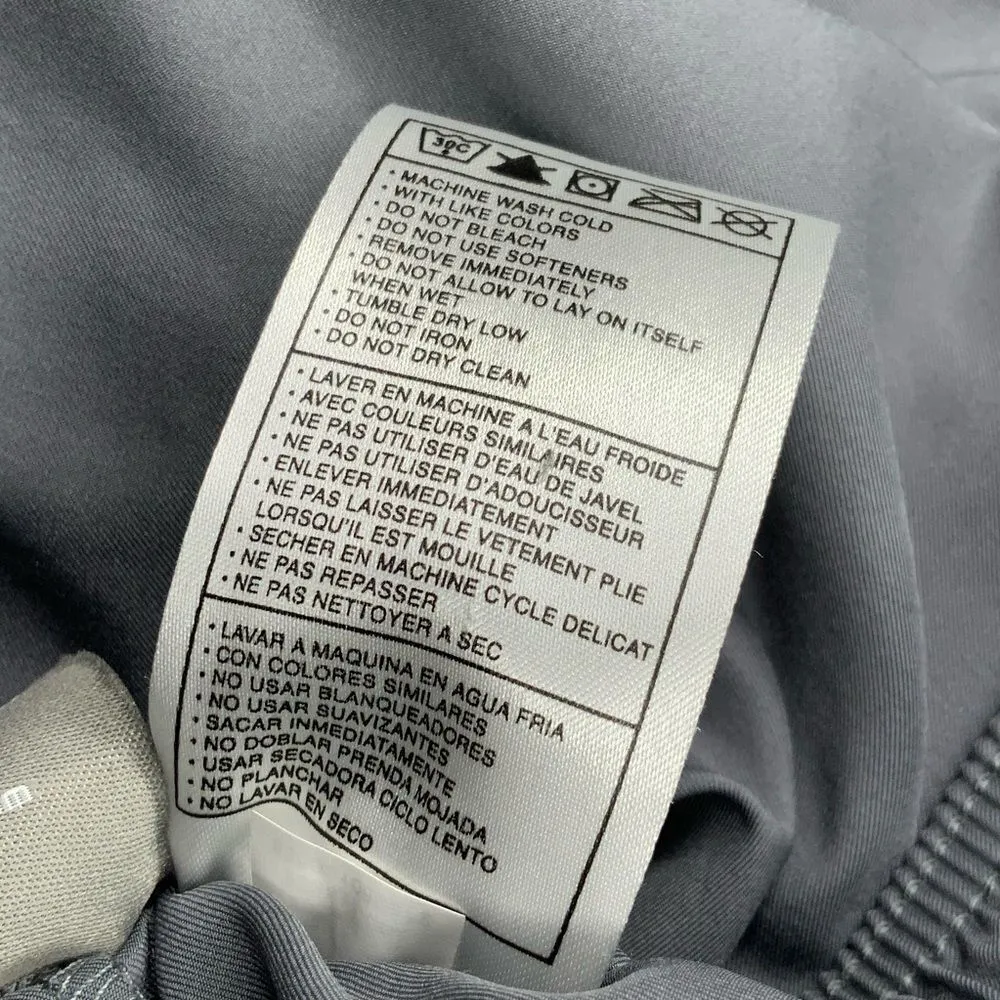 30C
• MACHINE WASH COLD
• WITH LIKE COLORS
• DO NOT BLEACH
• DO NOT USE SOFTENERS
• REMOVE IMMEDIATELY
• DO NOT ALLOW TO LAY ON ITSELF
WHEN WET
• TUMBLE DRY LOW
• DO NOT IRON
• DO NOT DRY CLEAN
• LAVER EN MACHINE A L'EAU FROIDE
• AVEC COULEURS SIMILAIRES
• NE PAS UTILISER D'EAU DE JAVEL
• NE PAS UTILISER D'ADOUCISSEUR
• ENLEVER IMMEDIATEMENT
• NE PAS LAISSER LE VETEMENT PLIE
LORSQU'IL EST MOUILLE
• SECHER EN MACHINE CYCLE DELICAT
• NE PAS REPASSER
• NE PAS NETTOYER A SEC
• LAVAR A MAQUINA EN AGUA FRIA
• CON COLORES SIMILARES
• NO USAR BLANQUEADORES
• NO USAR SUAVIZANTES
• SACAR INMEDIATAMENTE
• NO DOBLAR PRENDA MOJADA
• USAR SECADORA CICLO LENTO
• NO PLANCHAR
• NO LAVAR EN SECO